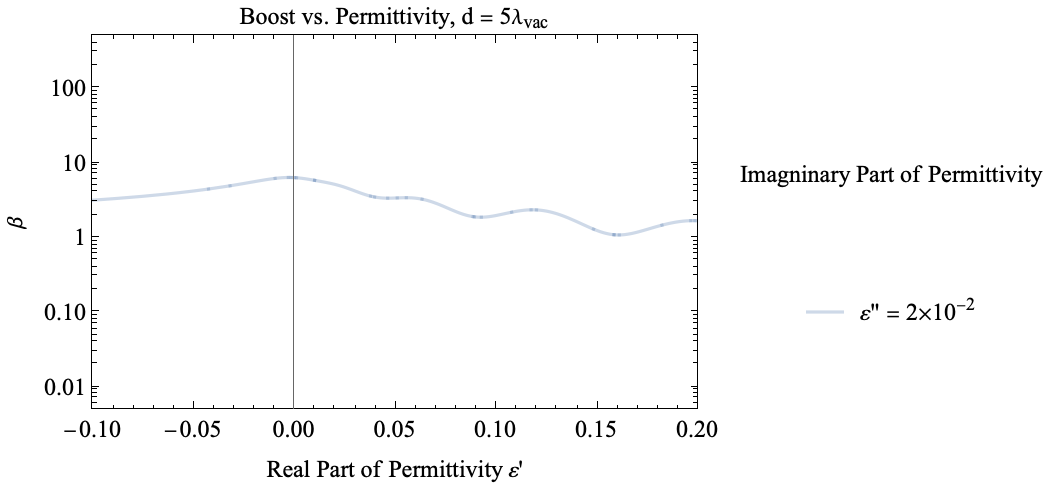 Boost vs. Permittivity, d = 5λvac
100
10
1
0.10
0.01
β
−0.10
−0.05
0.00
0.05
0.10
0.15
0.20
Real Part of Permittivity ε'
Imagninary Part of Permittivity
ε'' = 2×10⁻²